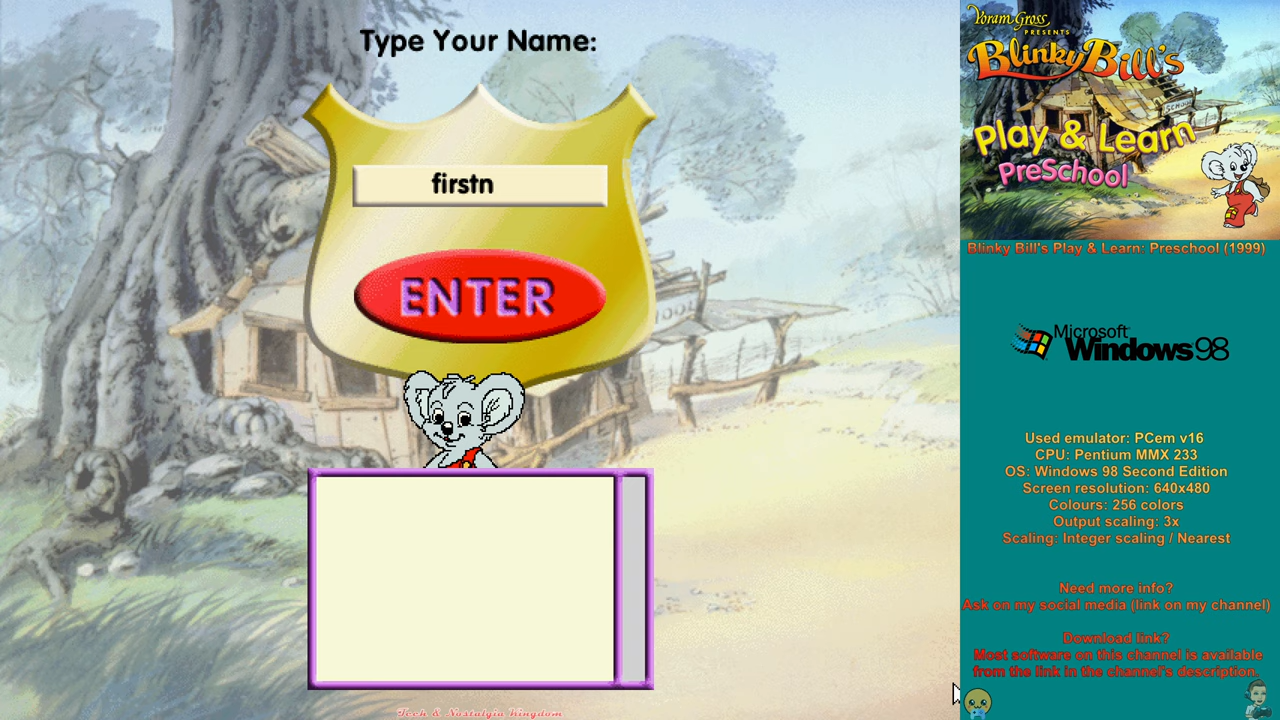 Type Your Name:
firstn
ENTER
OOL
Tech & Nostalgia Kingdom
Yoram Gross
PRESENTS
Blinky Bill's
SCHOOL
Play & Learn
PreSchool
Blinky Bill's Play & Learn: Preschool (1999)
Microsoft
Windows 98
Used emulator: PCem v16
CPU: Pentium MMX 233
OS: Windows 98 Second Edition
Screen resolution: 640x480
Colours: 256 colors
Output scaling: 3x
Scaling: Integer scaling / Nearest
Need more info?
Ask on my social media (link on my channel)
Download link?
Most software on this channel is available
from the link in the channel's description.